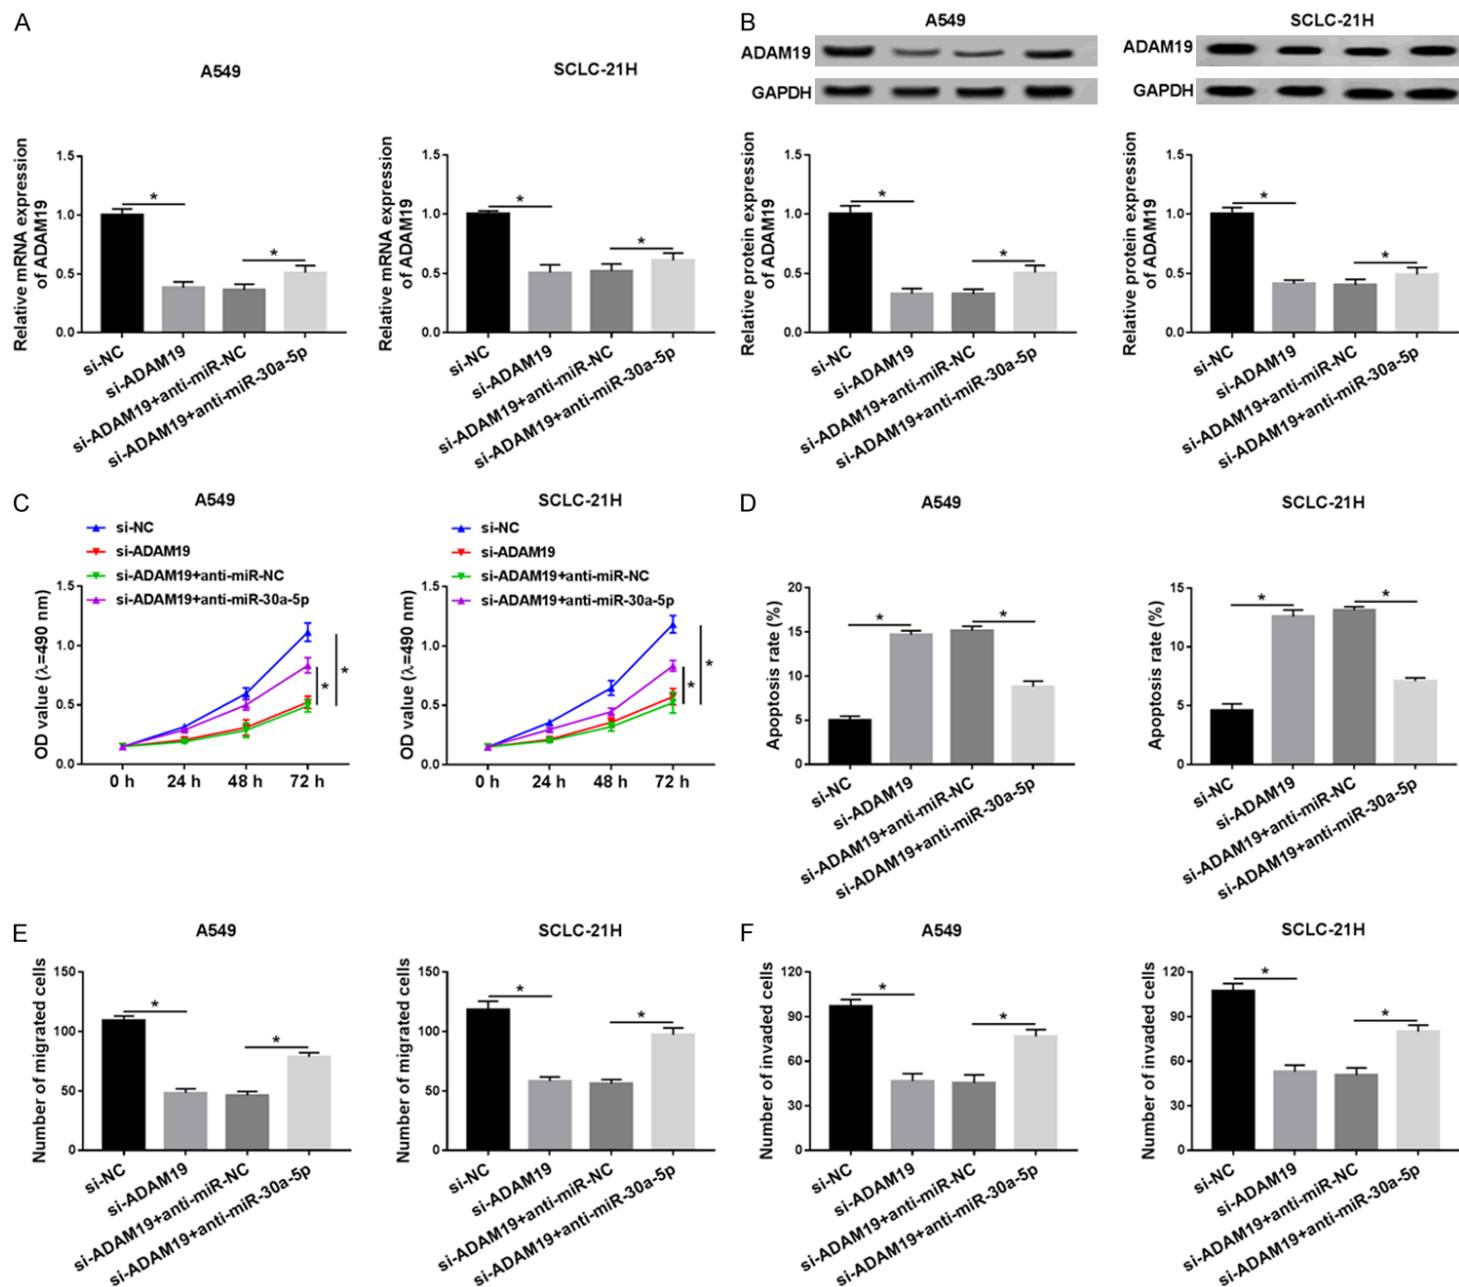 A
A549
SCLC-21H
Relative mRNA expression
of ADAM19
1.5
1.0
0.5
0.0
si-NC
si-ADAM19
si-ADAM19+anti-miR-NC
si-ADAM19+anti-miR-30a-5p
Relative mRNA expression
of ADAM19
1.5
1.0
0.5
0.0
si-NC
si-ADAM19
si-ADAM19+anti-miR-NC
si-ADAM19+anti-miR-30a-5p
*
*
*
*
B
A549
SCLC-21H
ADAM19
GAPDH
ADAM19
GAPDH
Relative protein expression
of ADAM19
1.5
1.0
0.5
0.0
si-NC
si-ADAM19
si-ADAM19+anti-miR-NC
si-ADAM19+anti-miR-30a-5p
Relative protein expression
of ADAM19
1.5
1.0
0.5
0.0
si-NC
si-ADAM19
si-ADAM19+anti-miR-NC
si-ADAM19+anti-miR-30a-5p
*
*
*
*
C
A549
si-NC
si-ADAM19
si-ADAM19+anti-miR-NC
si-ADAM19+anti-miR-30a-5p
OD value (λ=490 nm)
1.5
1.0
0.5
0.0
0 h 24 h 48 h 72 h
*
*
SCLC-21H
si-NC
si-ADAM19
si-ADAM19+anti-miR-NC
si-ADAM19+anti-miR-30a-5p
OD value (λ=490 nm)
1.5
1.0
0.5
0.0
0 h 24 h 48 h 72 h
*
*
D
A549
Apoptosis rate (%)
20
15
10
5
0
si-NC
si-ADAM19
si-ADAM19+anti-miR-NC
si-ADAM19+anti-miR-30a-5p
*
*
SCLC-21H
Apoptosis rate (%)
15
10
5
0
si-NC
si-ADAM19
si-ADAM19+anti-miR-NC
si-ADAM19+anti-miR-30a-5p
*
*
E
A549
Number of migrated cells
150
100
50
0
si-NC
si-ADAM19
si-ADAM19+anti-miR-NC
si-ADAM19+anti-miR-30a-5p
*
*
SCLC-21H
Number of migrated cells
150
100
50
0
si-NC
si-ADAM19
si-ADAM19+anti-miR-NC
si-ADAM19+anti-miR-30a-5p
*
*
F
A549
Number of invaded cells
120
90
60
30
0
si-NC
si-ADAM19
si-ADAM19+anti-miR-NC
si-ADAM19+anti-miR-30a-5p
*
*
SCLC-21H
Number of invaded cells
120
90
60
30
0
si-NC
si-ADAM19
si-ADAM19+anti-miR-NC
si-ADAM19+anti-miR-30a-5p
*
*